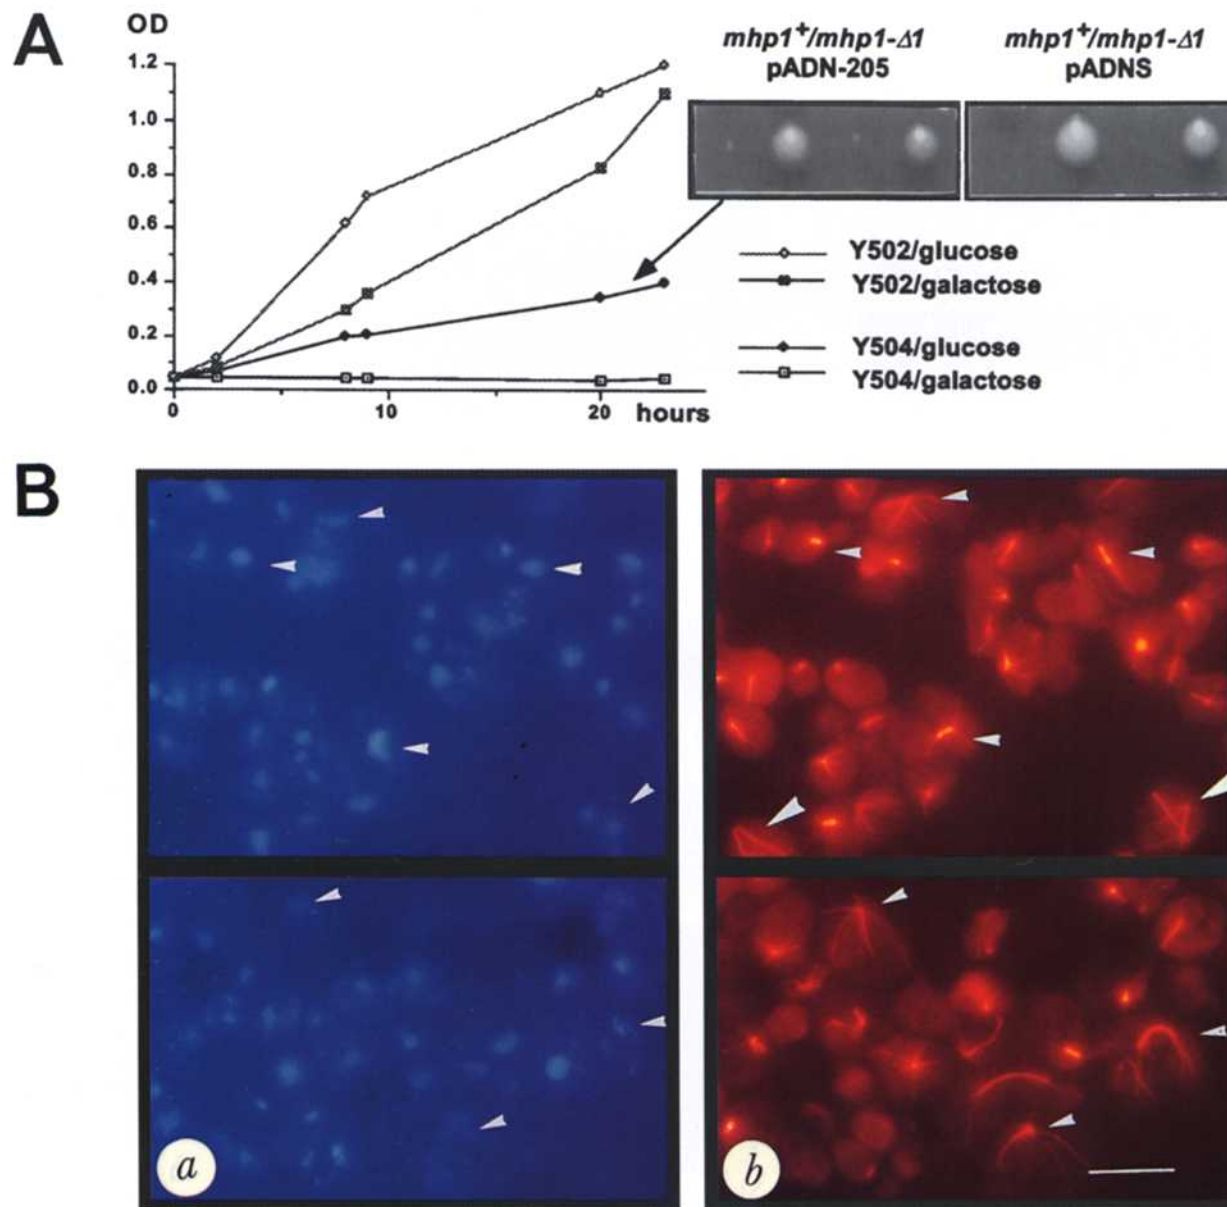 A
OD
1.2
1.0
0.8
0.6
0.4
0.2
0.0
0
10
20
hours
mhp1+/mhp1-Δ1
pADN-205
mhp1+/mhp1-Δ1
pADNS
Y502/glucose
Y502/galactose
Y504/glucose
Y504/galactose
B
a
b